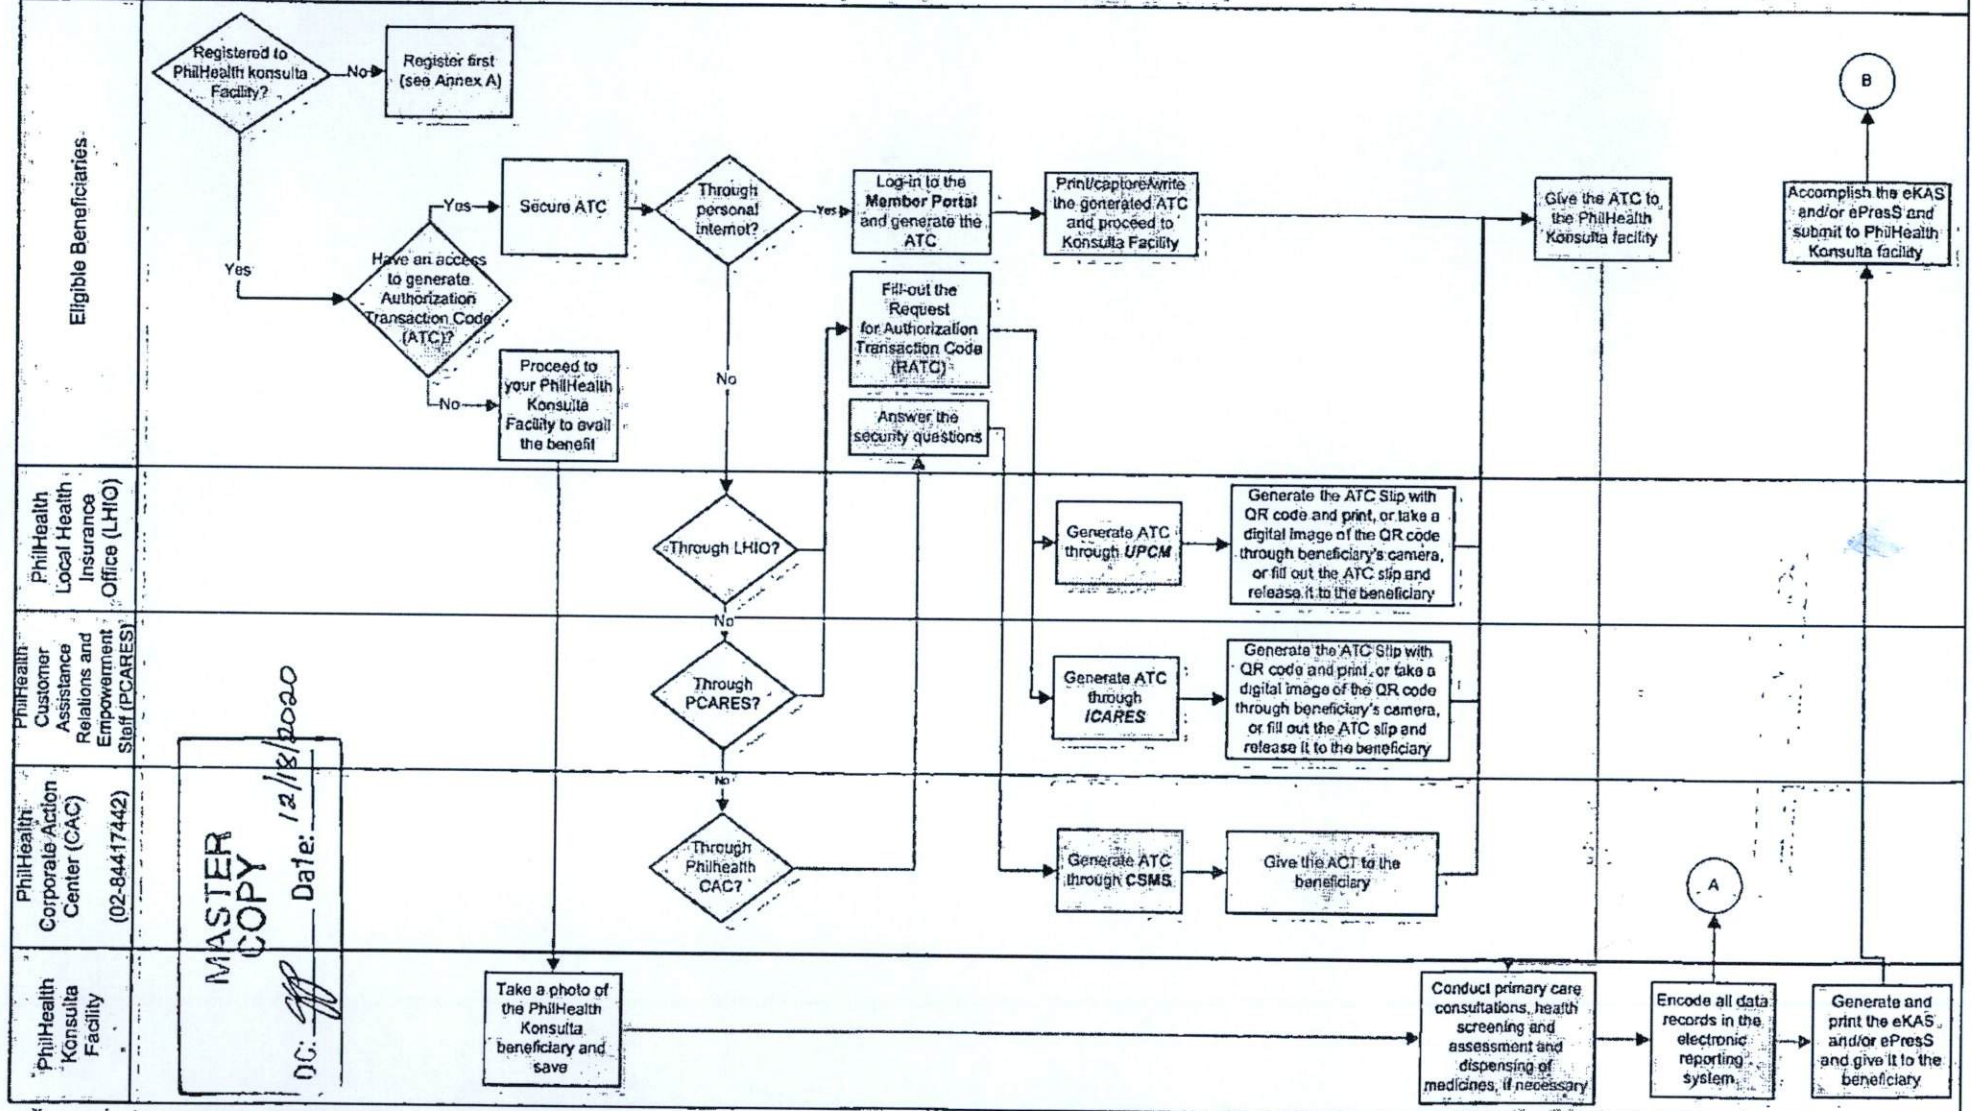 Eligible Beneficiaries
Registered to
PhilHealth konsulta
Facility?
No
Register first
(see Annex A)
Yes
Have an access
to generate
Authorization
Transaction Code
(ATC)?
Yes
Secure ATC
No
Proceed to
your PhilHealth
Konsulta
Facility to avail
the benefit
Through
personal
internet?
Yes
Log-in to the
Member Portal
and generate the
ATC
Print/capture/write
the generated ATC
and proceed to
Konsulta Facility
No
Fill-out the
Request
for Authorization
Transaction Code
(RATC)
Answer the
security questions
Give the ATC to
the PhilHealth
Konsulta facility
B
Accomplish the eKAS
and/or ePresS and
submit to PhilHealth
Konsulta facility
PhilHealth
Local Health
Insurance
Office (LHIO)
Through LHIO?
No
Generate ATC
through UPCM
Generate the ATC Slip with
QR code and print, or take a
digital image of the QR code
through beneficiary's camera,
or fill out the ATC slip and
release it to the beneficiary
PhilHealth
Customer
Assistance
Relations and
Empowerment
Staff (PCARES)
Through
PCARES?
No
Generate ATC
through
ICARES
Generate the ATC Slip with
QR code and print, or take a
digital image of the QR code
through beneficiary's camera,
or fill out the ATC slip and
release it to the beneficiary
PhilHealth
Corporate Action
Center (CAC)
(02-84417442)
Through
Philhealth
CAC?
Generate ATC
through CSMS
Give the ACT to the
beneficiary
A
PhilHealth
Konsulta
Facility
Take a photo of
the PhilHealth
Konsulta
beneficiary and
save
Conduct primary care
consultations, health
screening and
assessment and
dispensing of
medicines, if necessary
Encode all data
records in the
electronic
reporting
system
Generate and
print the eKAS
and/or ePresS
and give it to the
beneficiary
MASTER
COPY
DC: Date: 12/18/2020